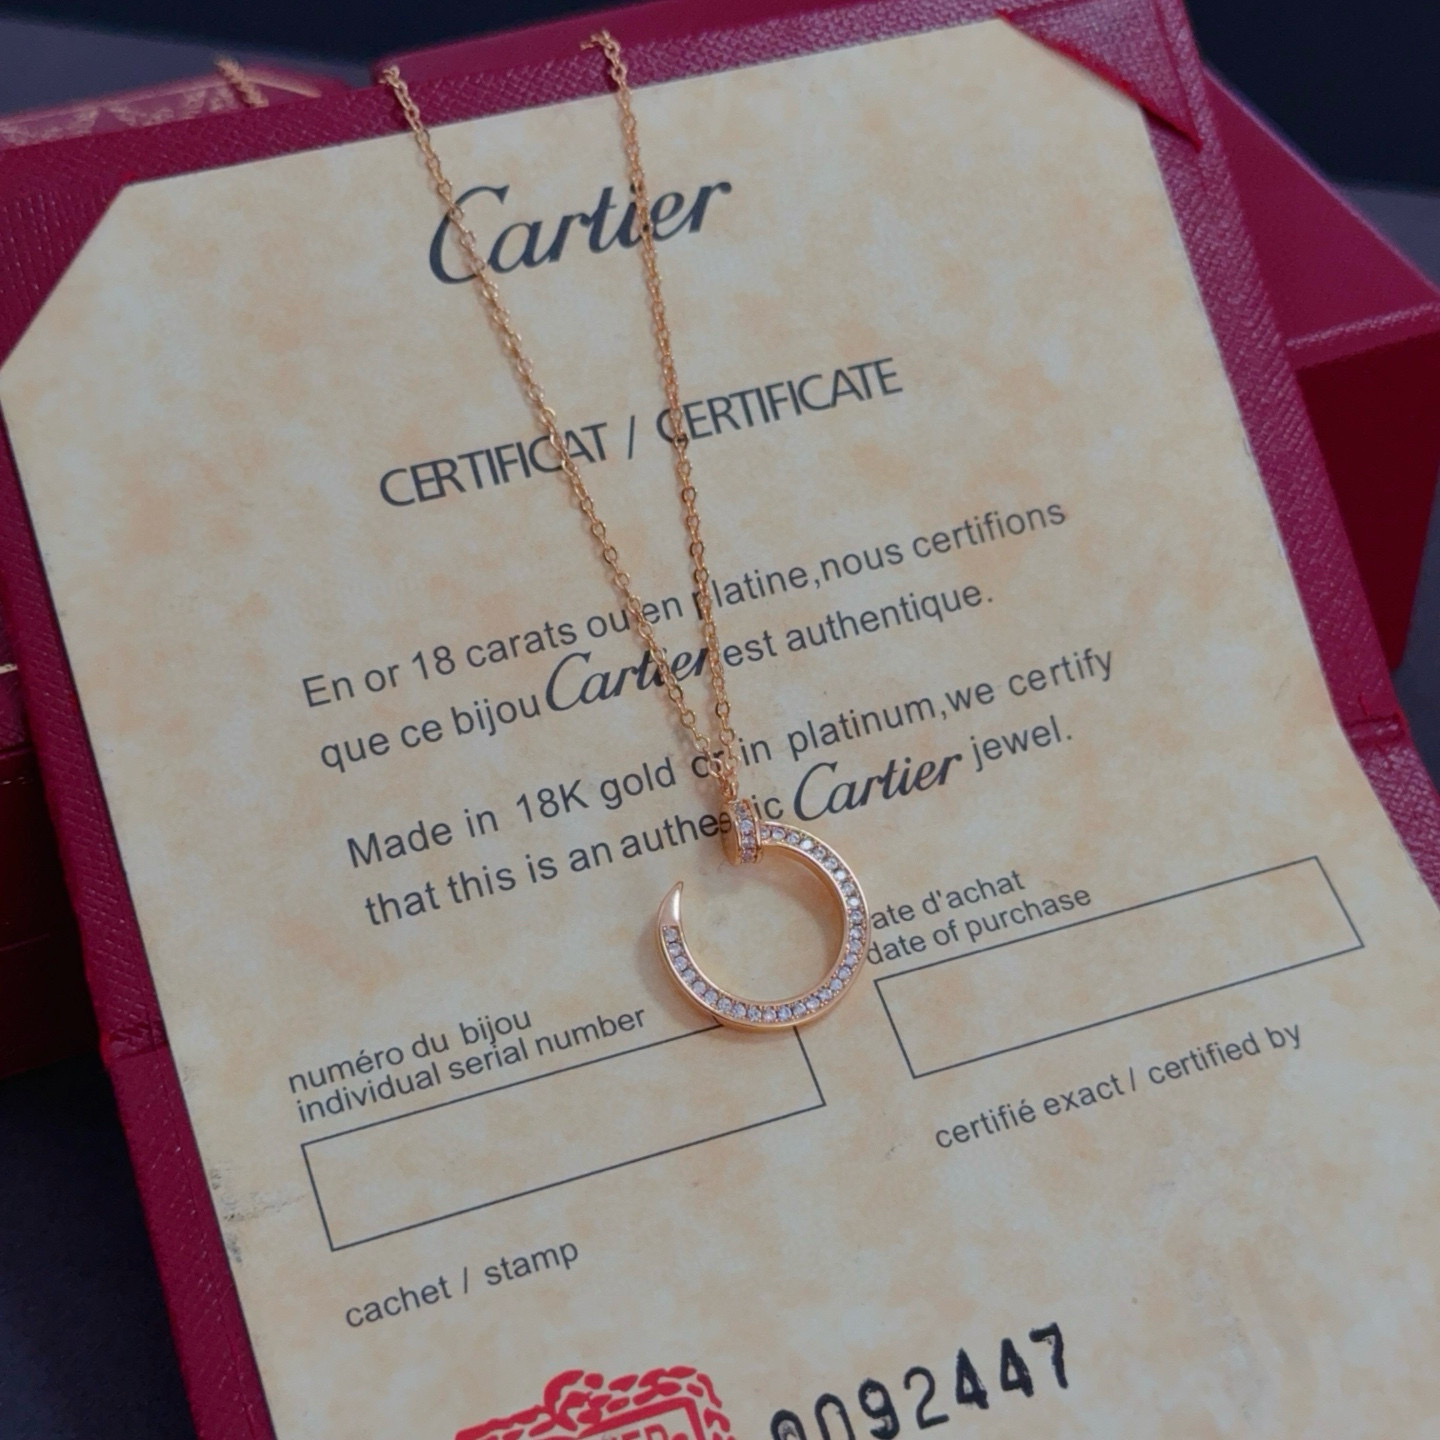 Cartier
CERTIFICAT / CERTIFICATE
En or 18 carats ou en platine,nous certifions
que ce bijou Cartier est authentique.
Made in 18K gold or in platinum,we certify
that this is an authentic Cartier jewel.
ate d'achat
date of purchase
numéro du bijou
individual serial number
certifié exact / certified by
cachet / stamp
0092447